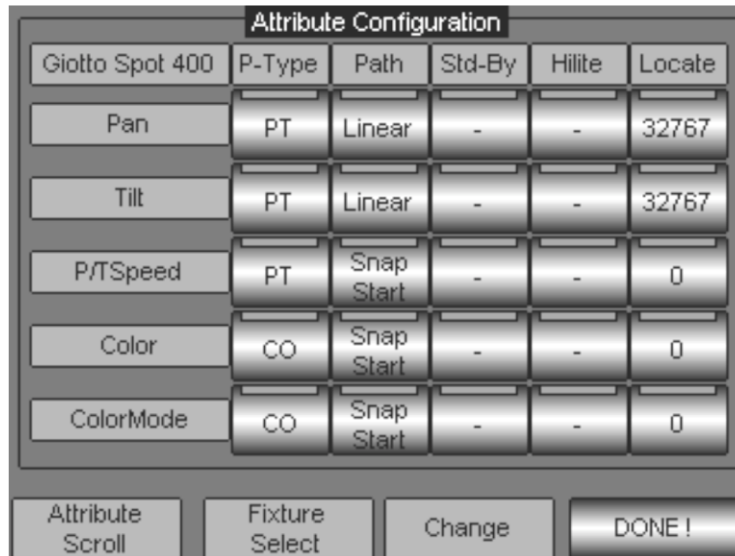 Attribute Configuration
Giotto Spot 400 P-Type Path Std-By Hilite Locate
Pan PT Linear - - 32767
Tilt PT Linear - - 32767
P/TSpeed PT Snap Start - - 0
Color CO Snap Start - - 0
ColorMode CO Snap Start - - 0
Attribute Scroll Fixture Select Change DONE !